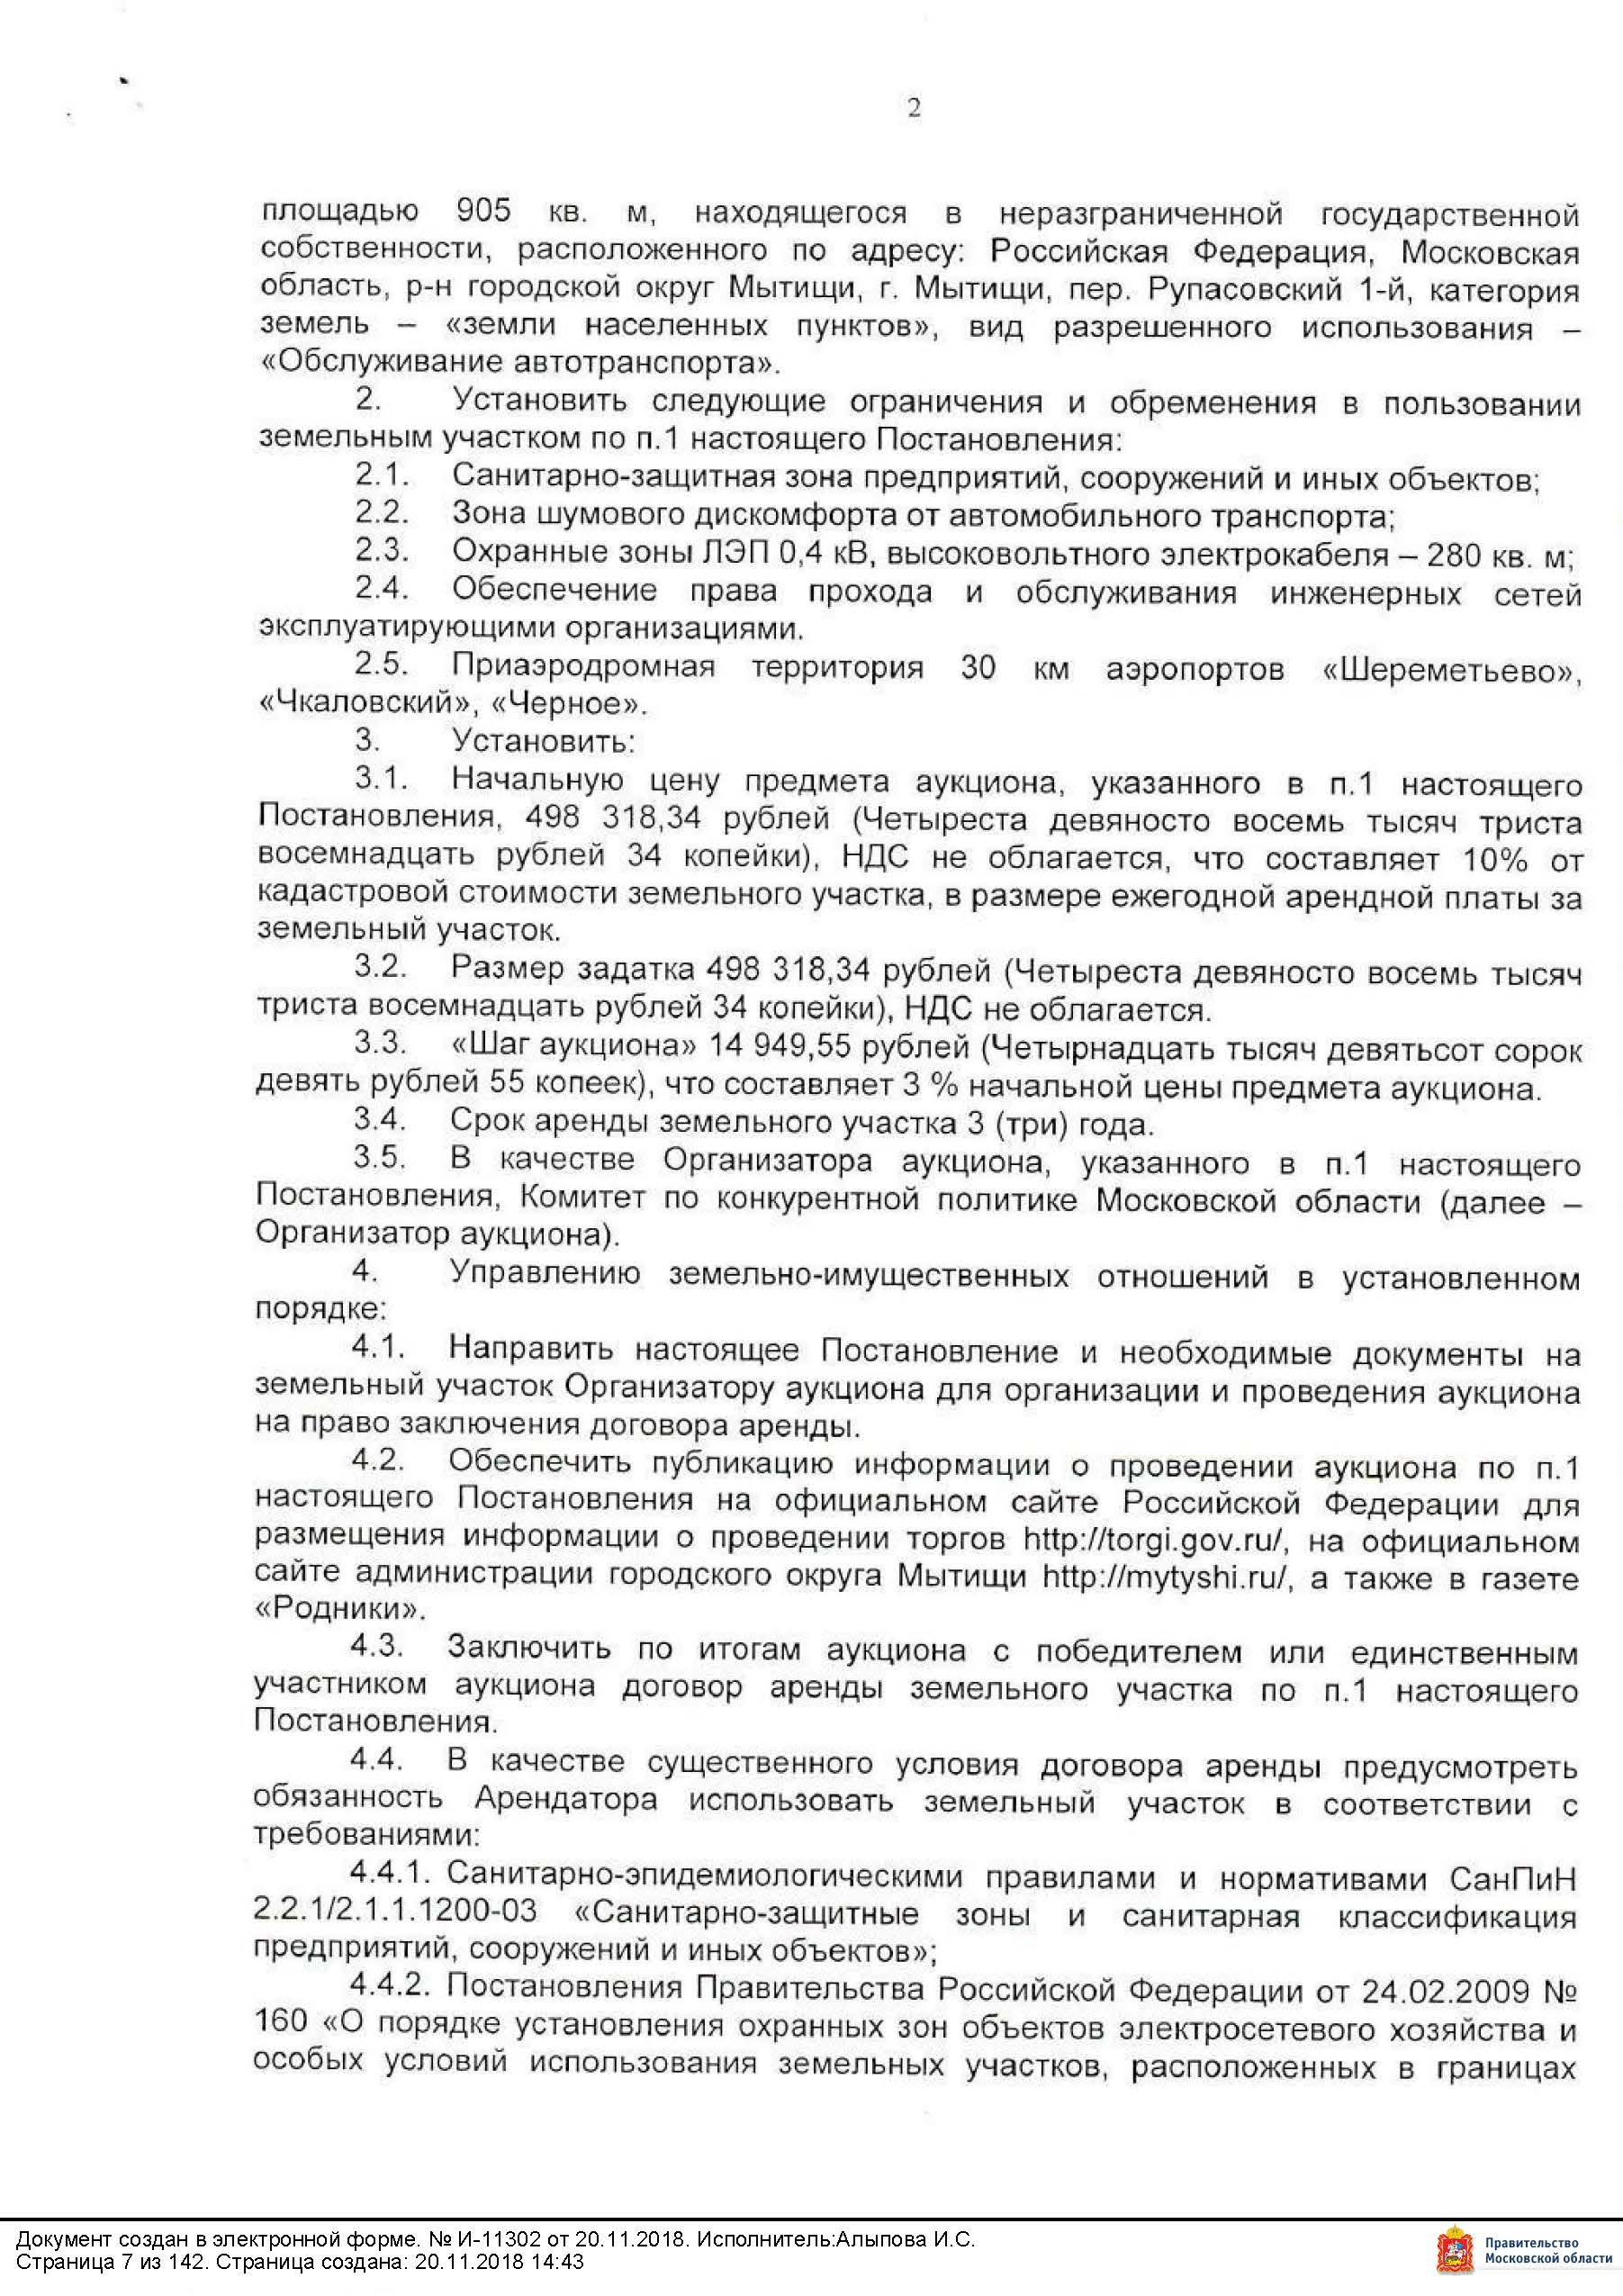 2
площадью 905 кв. м, находящегося в неразграниченной государственной
собственности, расположенного по адресу: Российская Федерация, Московская
область, р-н городской округ Мытищи, г. Мытищи, пер. Рупасовский 1-й, категория
земель – «земли населенных пунктов», вид разрешенного использования –
«Обслуживание автотранспорта».
2. Установить следующие ограничения и обременения в пользовании
земельным участком по п.1 настоящего Постановления:
2.1. Санитарно-защитная зона предприятий, сооружений и иных объектов;
2.2. Зона шумового дискомфорта от автомобильного транспорта;
2.3. Охранные зоны ЛЭП 0,4 кВ, высоковольтного электрокабеля – 280 кв. м;
2.4. Обеспечение права прохода и обслуживания инженерных сетей
эксплуатирующими организациями.
2.5. Приаэродромная территория 30 км аэропортов «Шереметьево»,
«Чкаловский», «Черное».
3. Установить:
3.1. Начальную цену предмета аукциона, указанного в п.1 настоящего
Постановления, 498 318,34 рублей (Четыреста девяносто восемь тысяч триста
восемнадцать рублей 34 копейки), НДС не облагается, что составляет 10% от
кадастровой стоимости земельного участка, в размере ежегодной арендной платы за
земельный участок.
3.2. Размер задатка 498 318,34 рублей (Четыреста девяносто восемь тысяч
триста восемнадцать рублей 34 копейки), НДС не облагается.
3.3. «Шаг аукциона» 14 949,55 рублей (Четырнадцать тысяч девятьсот сорок
девять рублей 55 копеек), что составляет 3 % начальной цены предмета аукциона.
3.4. Срок аренды земельного участка 3 (три) года.
3.5. В качестве Организатора аукциона, указанного в п.1 настоящего
Постановления, Комитет по конкурентной политике Московской области (далее –
Организатор аукциона).
4. Управлению земельно-имущественных отношений в установленном
порядке:
4.1. Направить настоящее Постановление и необходимые документы на
земельный участок Организатору аукциона для организации и проведения аукциона
на право заключения договора аренды.
4.2. Обеспечить публикацию информации о проведении аукциона по п.1
настоящего Постановления на официальном сайте Российской Федерации для
размещения информации о проведении торгов http://torgi.gov.ru/, на официальном
сайте администрации городского округа Мытищи http://mytyshi.ru/, а также в газете
«Родники».
4.3. Заключить по итогам аукциона с победителем или единственным
участником аукциона договор аренды земельного участка по п.1 настоящего
Постановления.
4.4. В качестве существенного условия договора аренды предусмотреть
обязанность Арендатора использовать земельный участок в соответствии с
требованиями:
4.4.1. Санитарно-эпидемиологическими правилами и нормативами СанПиН
2.2.1/2.1.1.1200-03 «Санитарно-защитные зоны и санитарная классификация
предприятий, сооружений и иных объектов»;
4.4.2. Постановления Правительства Российской Федерации от 24.02.2009 №
160 «О порядке установления охранных зон объектов электросетевого хозяйства и
особых условий использования земельных участков, расположенных в границах
Документ создан в электронной форме. № И-11302 от 20.11.2018. Исполнитель:Алыпова И.С.
Страница 7 из 142. Страница создана: 20.11.2018 14:43
Правительство
Московской области